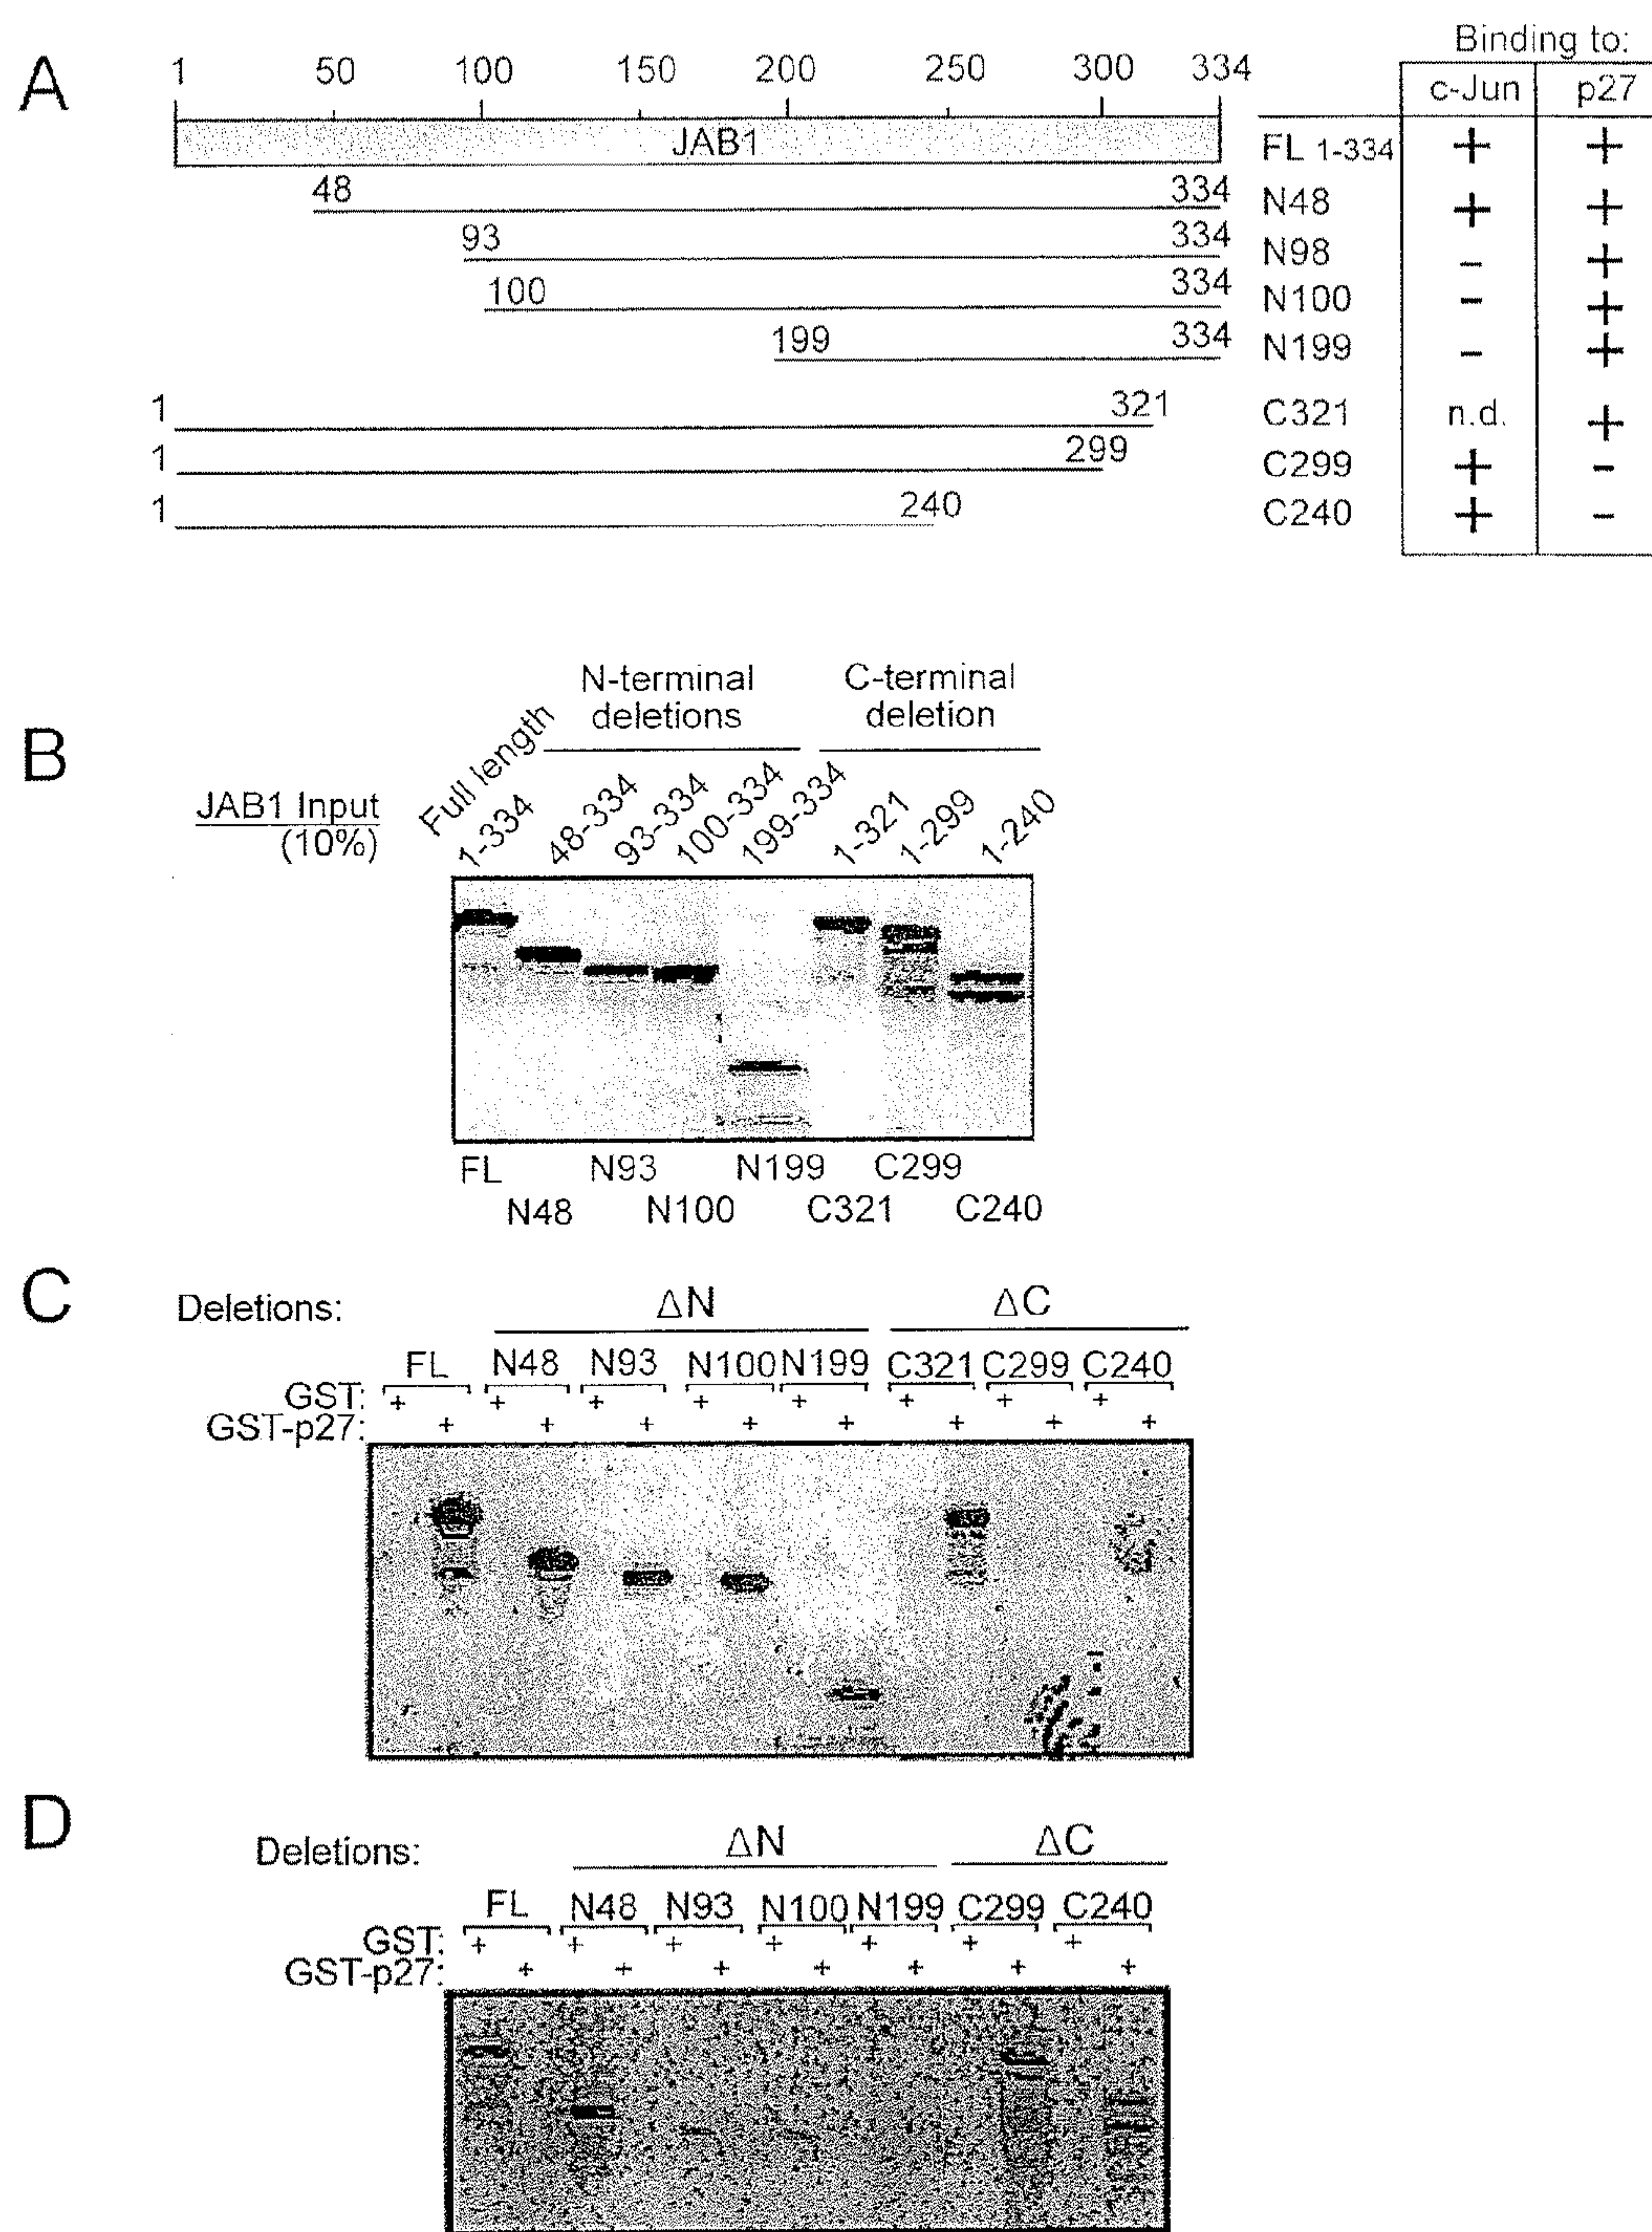 A
1 50 100 150 200 250 300 334
Binding to:
c-Jun p27
JAB1
FL 1-334 + +
48 334 N48 + +
93 334 N98 - +
100 334 N100 - +
199 334 N199 - +
1 321 C321 n.d. +
1 299 C299 + -
1 240 C240 + -
B
N-terminal deletions
C-terminal deletion
JAB1 Input (10%)
Full length
1-334 48-334 93-334 100-334 199-334 1-321 1-299 1-240
FL N93 N199 C299
N48 N100 C321 C240
C
Deletions: ΔN ΔC
FL N48 N93 N100 N199 C321 C299 C240
GST: + + + + + + + +
GST-p27: + + + + + + + +
D
Deletions: ΔN ΔC
FL N48 N93 N100 N199 C299 C240
GST: + + + + + + +
GST-p27: + + + + + + +